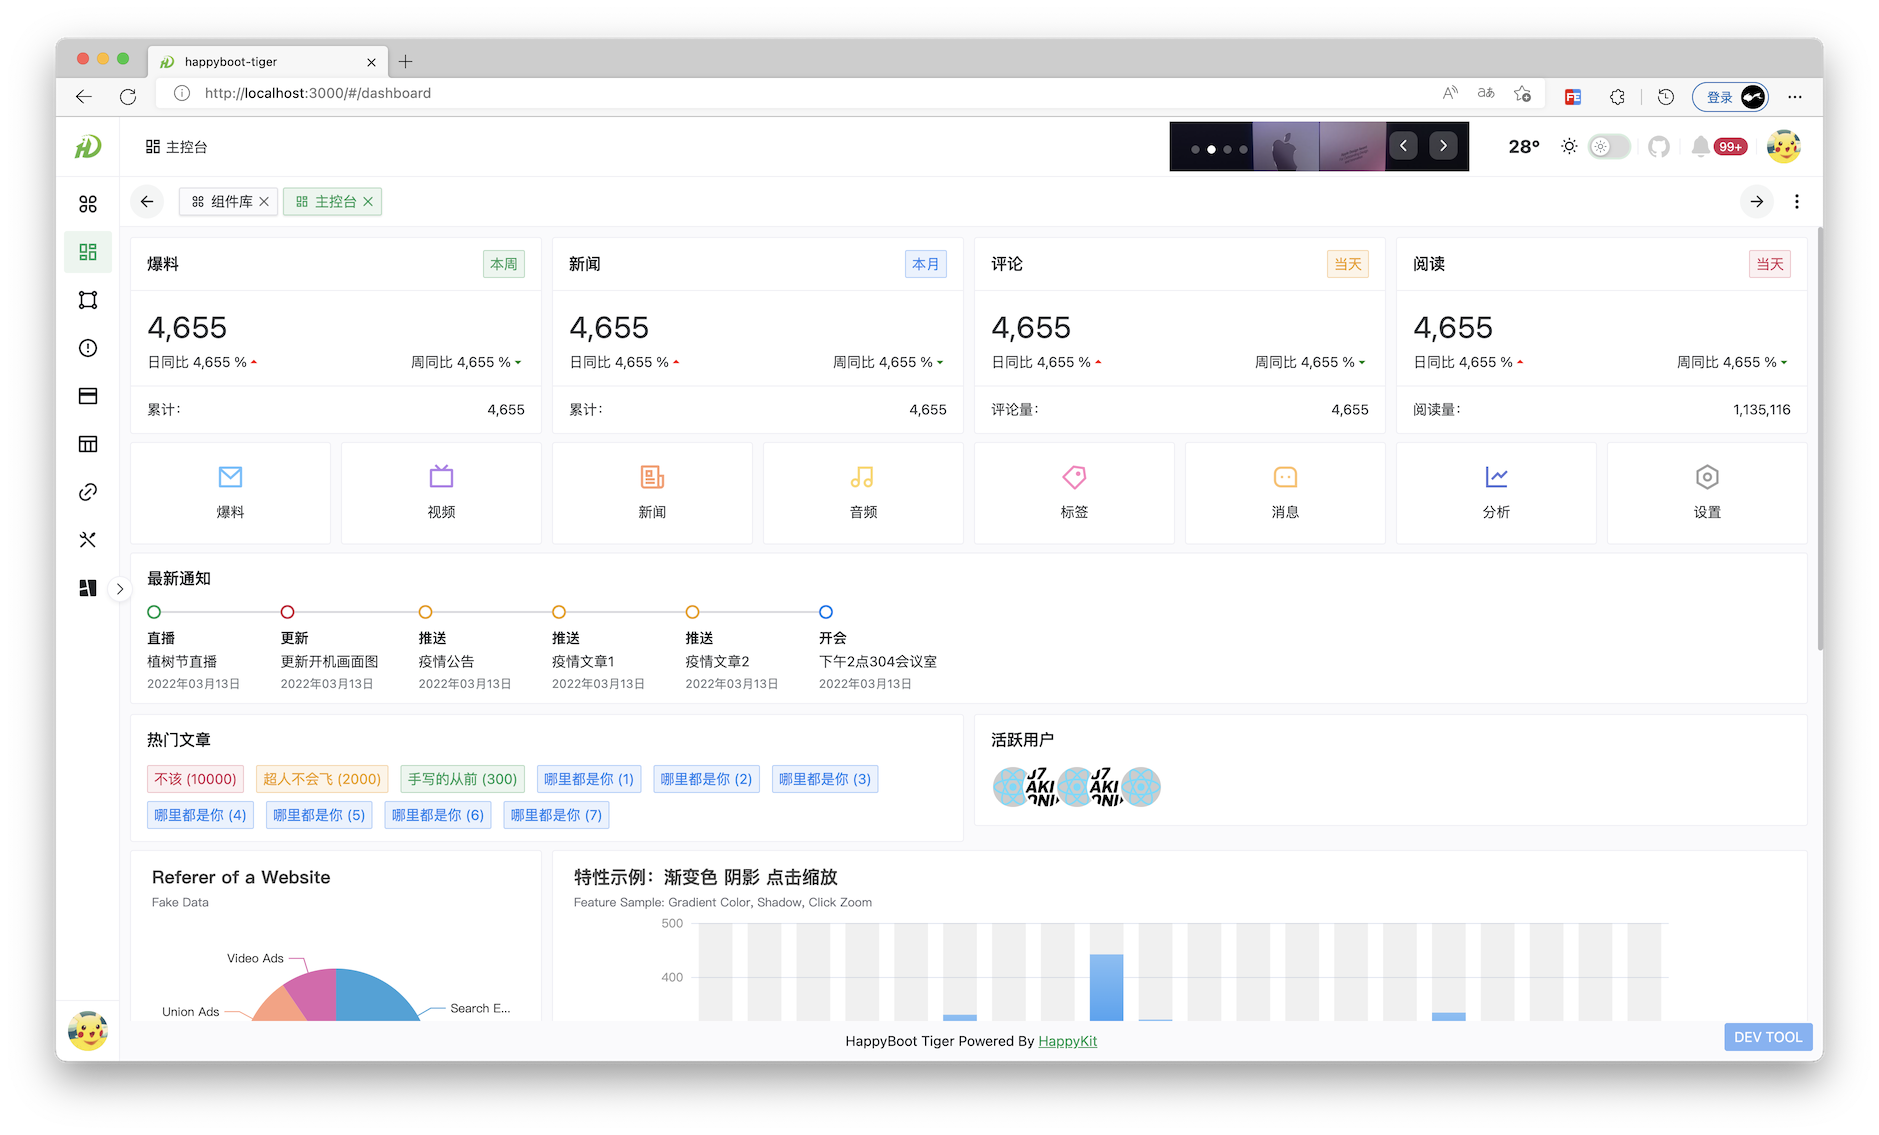 happyboot-tiger
http://localhost:3000/#/dashboard
登录
主控台
28°
99+
组件库
主控台
爆料 本周
4,655
日同比 4,655 % 周同比 4,655 %
累计: 4,655
新闻 本月
4,655
日同比 4,655 % 周同比 4,655 %
累计: 4,655
评论 当天
4,655
日同比 4,655 % 周同比 4,655 %
评论量: 4,655
阅读 当天
4,655
日同比 4,655 % 周同比 4,655 %
阅读量: 1,135,116
爆料
视频
新闻
音频
标签
消息
分析
设置
最新通知
直播
植树节直播
2022年03月13日
更新
更新开机画面图
2022年03月13日
推送
疫情公告
2022年03月13日
推送
疫情文章1
2022年03月13日
推送
疫情文章2
2022年03月13日
开会
下午2点304会议室
2022年03月13日
热门文章
不该 (10000) 超人不会飞 (2000) 手写的从前 (300) 哪里都是你 (1) 哪里都是你 (2) 哪里都是你 (3)
哪里都是你 (4) 哪里都是你 (5) 哪里都是你 (6) 哪里都是你 (7)
活跃用户
Referer of a Website
Fake Data
Video Ads
Union Ads
Search E...
特性示例：渐变色 阴影 点击缩放
Feature Sample: Gradient Color, Shadow, Click Zoom
500
400
HappyBoot Tiger Powered By HappyKit
DEV TOOL